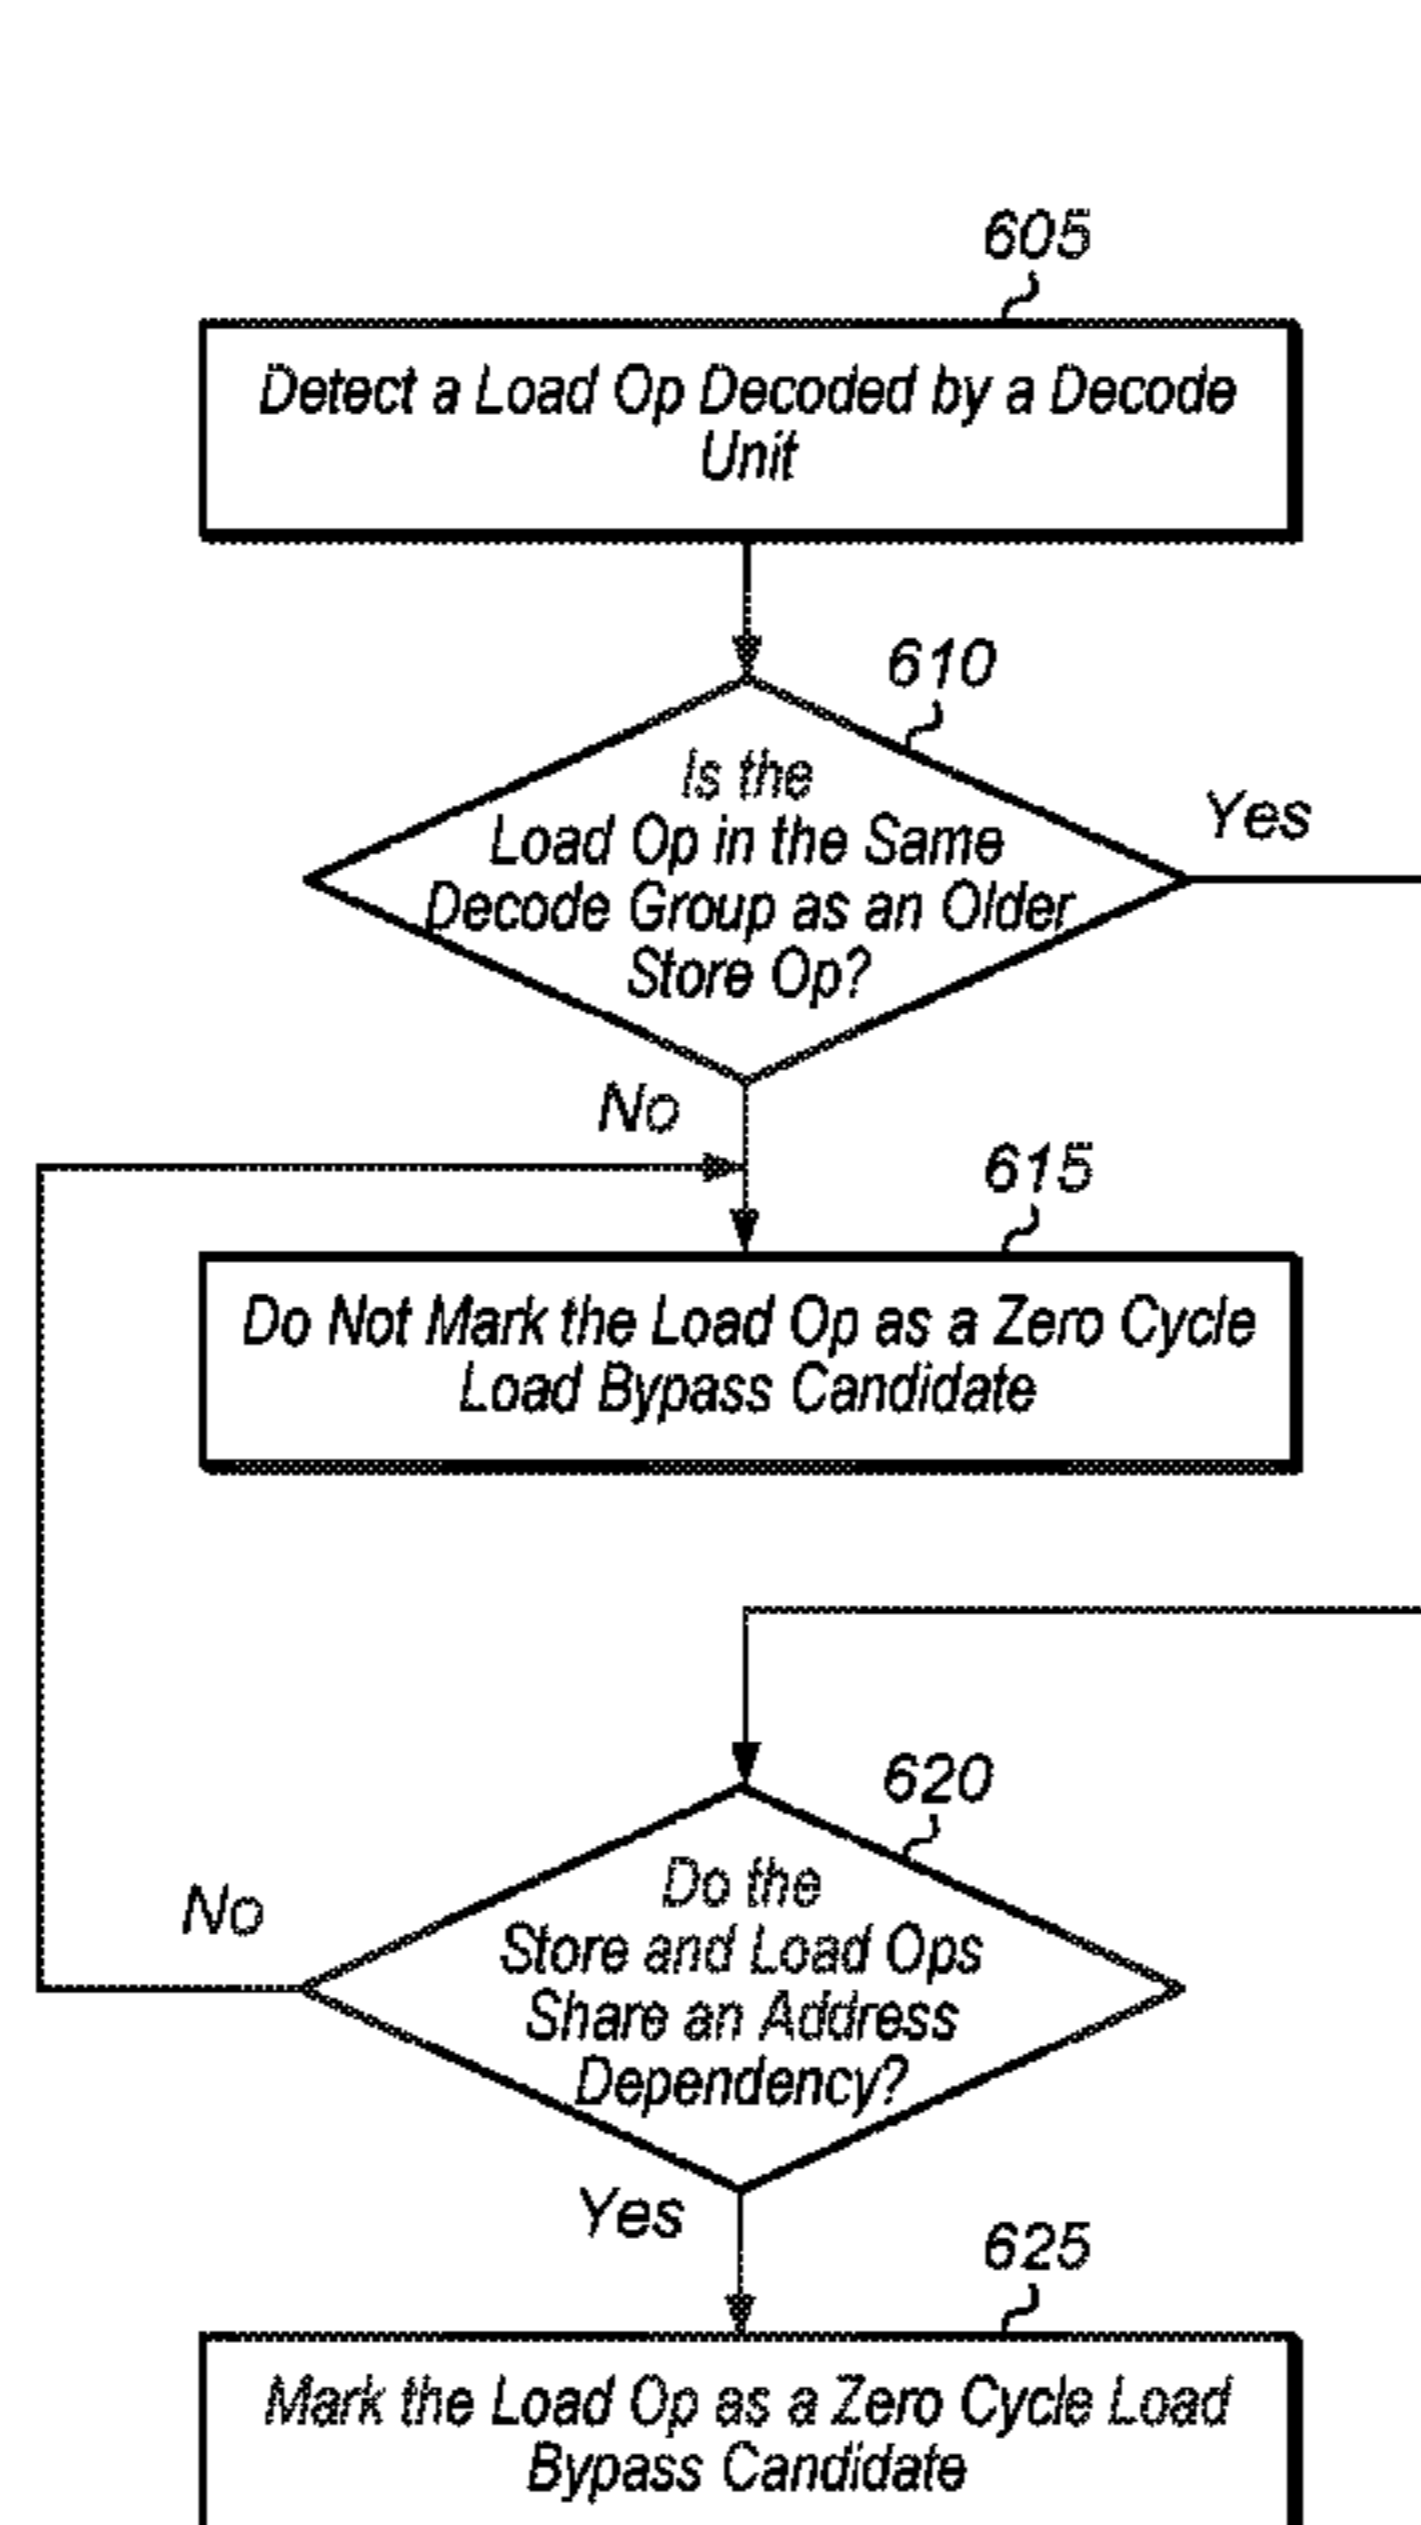 605
Detect a Load Op Decoded by a Decode
Unit
610
Is the
Load Op in the Same
Decode Group as an Older
Store Op?
Yes
No
615
Do Not Mark the Load Op as a Zero Cycle
Load Bypass Candidate
620
Do the
Store and Load Ops
Share an Address
Dependency?
No
Yes
625
Mark the Load Op as a Zero Cycle Load
Bypass Candidate